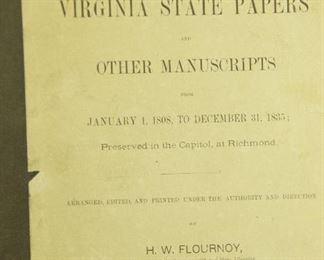 VIRGINIA STATE PAPERS
AND
OTHER MANUSCRIPTS
FROM
JANUARY 1, 1808, TO DECEMBER 31, 1835;
Preserved in the Capitol, at Richmond.
ARRANGED, EDITED, AND PRINTED UNDER THE AUTHORITY AND DIRECTION
OF
H. W. FLOURNOY,